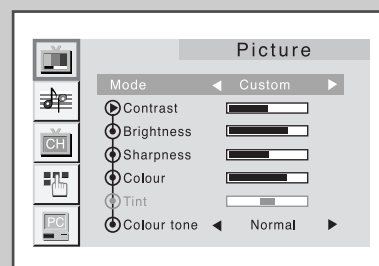 Picture
Mode Custom
Contrast
Brightness
Sharpness
CH
Colour
Tint
PC
Colour tone Normal